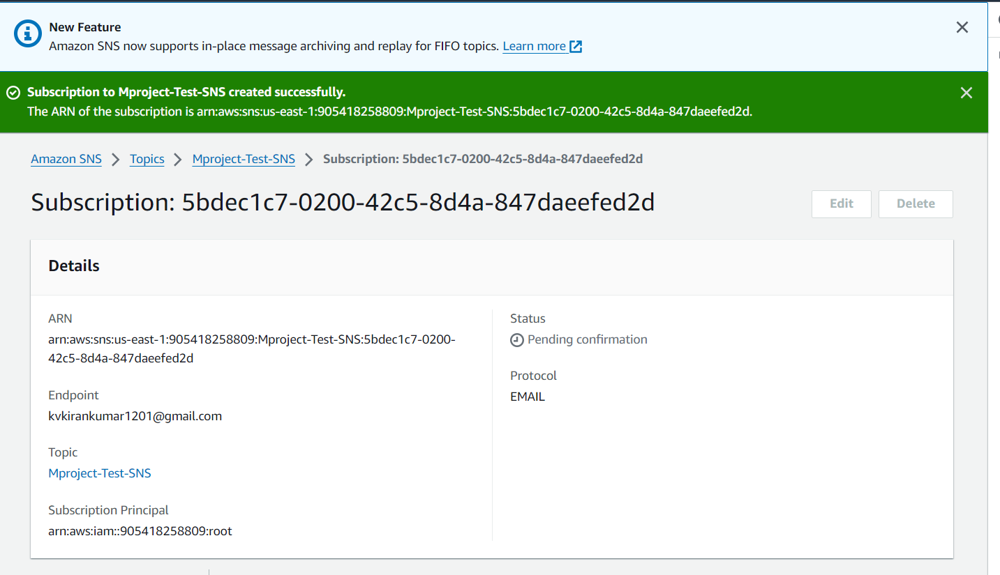 New Feature
Amazon SNS now supports in-place message archiving and replay for FIFO topics. Learn more
Subscription to Mproject-Test-SNS created successfully.
The ARN of the subscription is arn:aws:sns:us-east-1:905418258809:Mproject-Test-SNS:5bdec1c7-0200-42c5-8d4a-847daeefed2d.
Amazon SNS > Topics > Mproject-Test-SNS > Subscription: 5bdec1c7-0200-42c5-8d4a-847daeefed2d
Subscription: 5bdec1c7-0200-42c5-8d4a-847daeefed2d
Edit
Delete
Details
ARN
arn:aws:sns:us-east-1:905418258809:Mproject-Test-SNS:5bdec1c7-0200-
42c5-8d4a-847daeefed2d
Endpoint
kvkirankumar1201@gmail.com
Topic
Mproject-Test-SNS
Subscription Principal
arn:aws:iam::905418258809:root
Status
Pending confirmation
Protocol
EMAIL